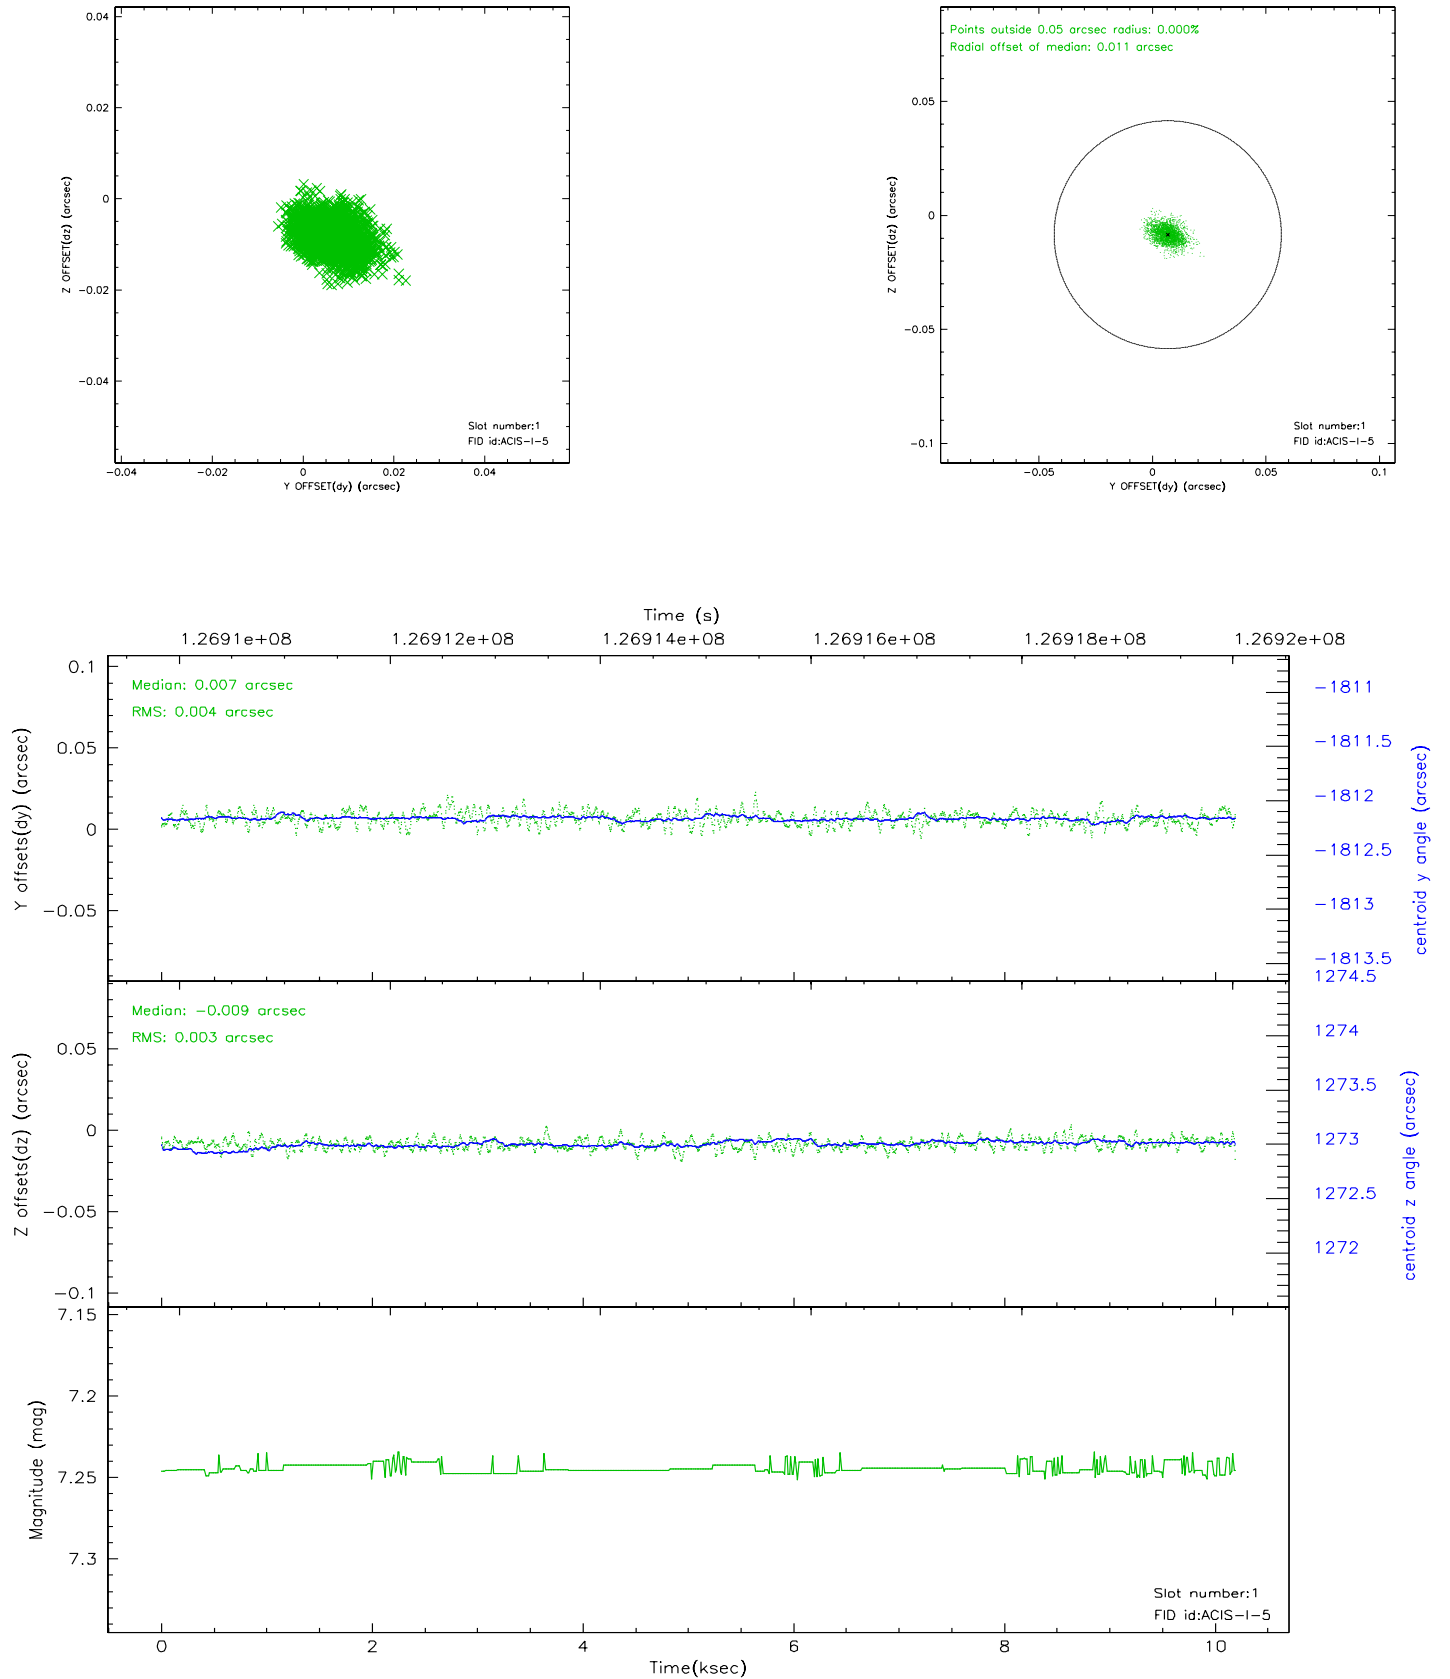 0.04
0.02
0
-0.02
-0.04
-0.04 -0.02 0 0.02 0.04
Z OFFSET(dz) (arcsec)
Y OFFSET(dy) (arcsec)
Slot number:1
FID id:ACIS-I-5
Points outside 0.05 arcsec radius: 0.000%
Radial offset of median: 0.011 arcsec
0.05
0
-0.05
-0.1
-0.05 0 0.05 0.1
Z OFFSET(dz) (arcsec)
Y OFFSET(dy) (arcsec)
Slot number:1
FID id:ACIS-I-5
Time (s)
1.2691e+08 1.26912e+08 1.26914e+08 1.26916e+08 1.26918e+08 1.2692e+08
Median: 0.007 arcsec
RMS: 0.004 arcsec
0.1
0.05
0
-0.05
Y offsets(dy) (arcsec)
-1811
-1811.5
-1812
-1812.5
-1813
-1813.5
centroid y angle (arcsec)
Median: -0.009 arcsec
RMS: 0.003 arcsec
0.05
0
-0.05
-0.1
Z offsets(dz) (arcsec)
1274.5
1274
1273.5
1273
1272.5
1272
centroid z angle (arcsec)
7.15
7.2
7.25
7.3
Magnitude (mag)
Slot number:1
FID id:ACIS-I-5
0 2 4 6 8 10
Time(ksec)